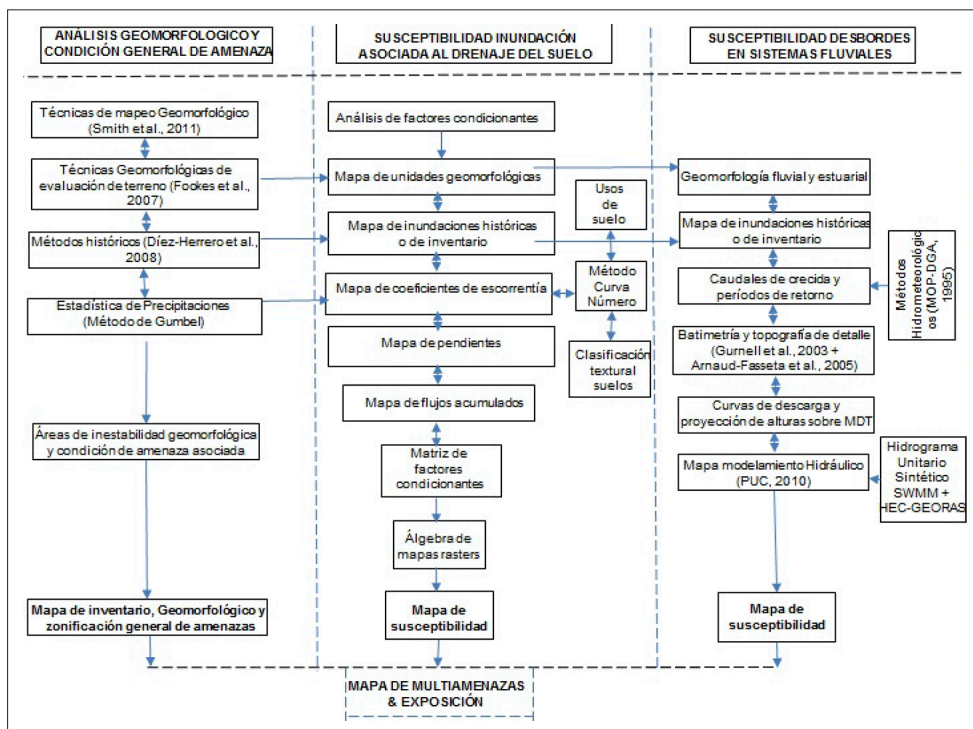 ANÁLISIS GEOMORFOLOGICO Y
CONDICIÓN GENERAL DE AMENAZA
Técnicas de mapeo Geomorfológico
(Smith et al., 2011)
Técnicas Geomorfológicas de
evaluación de terreno (Fookes et al.,
2007)
Métodos históricos (Díez-Herrero et al.,
2008)
Estadística de Precipitaciones
(Método de Gumbel)
Áreas de inestabilidad geomorfológica
y condición de amenaza asociada
Mapa de inventario, Geomorfológico y
zonificación general de amenazas
SUSCEPTIBILIDAD INUNDACIÓN
ASOCIADA AL DRENAJE DEL SUELO
Análisis de factores condicionantes
Mapa de unidades geomorfológicas
Mapa de inundaciones históricas
o de inventario
Mapa de coeficientes de escorrentía
Mapa de pendientes
Mapa de flujos acumulados
Matriz de
factores
condicionantes
Álgebra de
mapas rasters
Mapa de
susceptibilidad
Usos
de
suelo
Método
Curva
Número
Clasificación
textural
suelos
SUSCEPTIBILIDAD DESBORDES
EN SISTEMAS FLUVIALES
Geomorfología fluvial y estuarial
Mapa de inundaciones históricas
o de inventario
Caudales de crecida y
períodos de retorno
Batimetría y topografía de detalle
(Gurnell et al., 2003 +
Arnaud-Fasseta et al., 2005)
Curvas de descarga y
proyección de alturas sobre MDT
Mapa modelamiento Hidráulico
(PUC, 2010)
Mapa de
susceptibilidad
Métodos
Hidrometeorológic
os (MOP-DGA,
1995)
Hidrograma
Unitario
Sintético
SWMM +
HEC-GEORAS
MAPA DE MULTIAMENAZAS
& EXPOSICIÓN